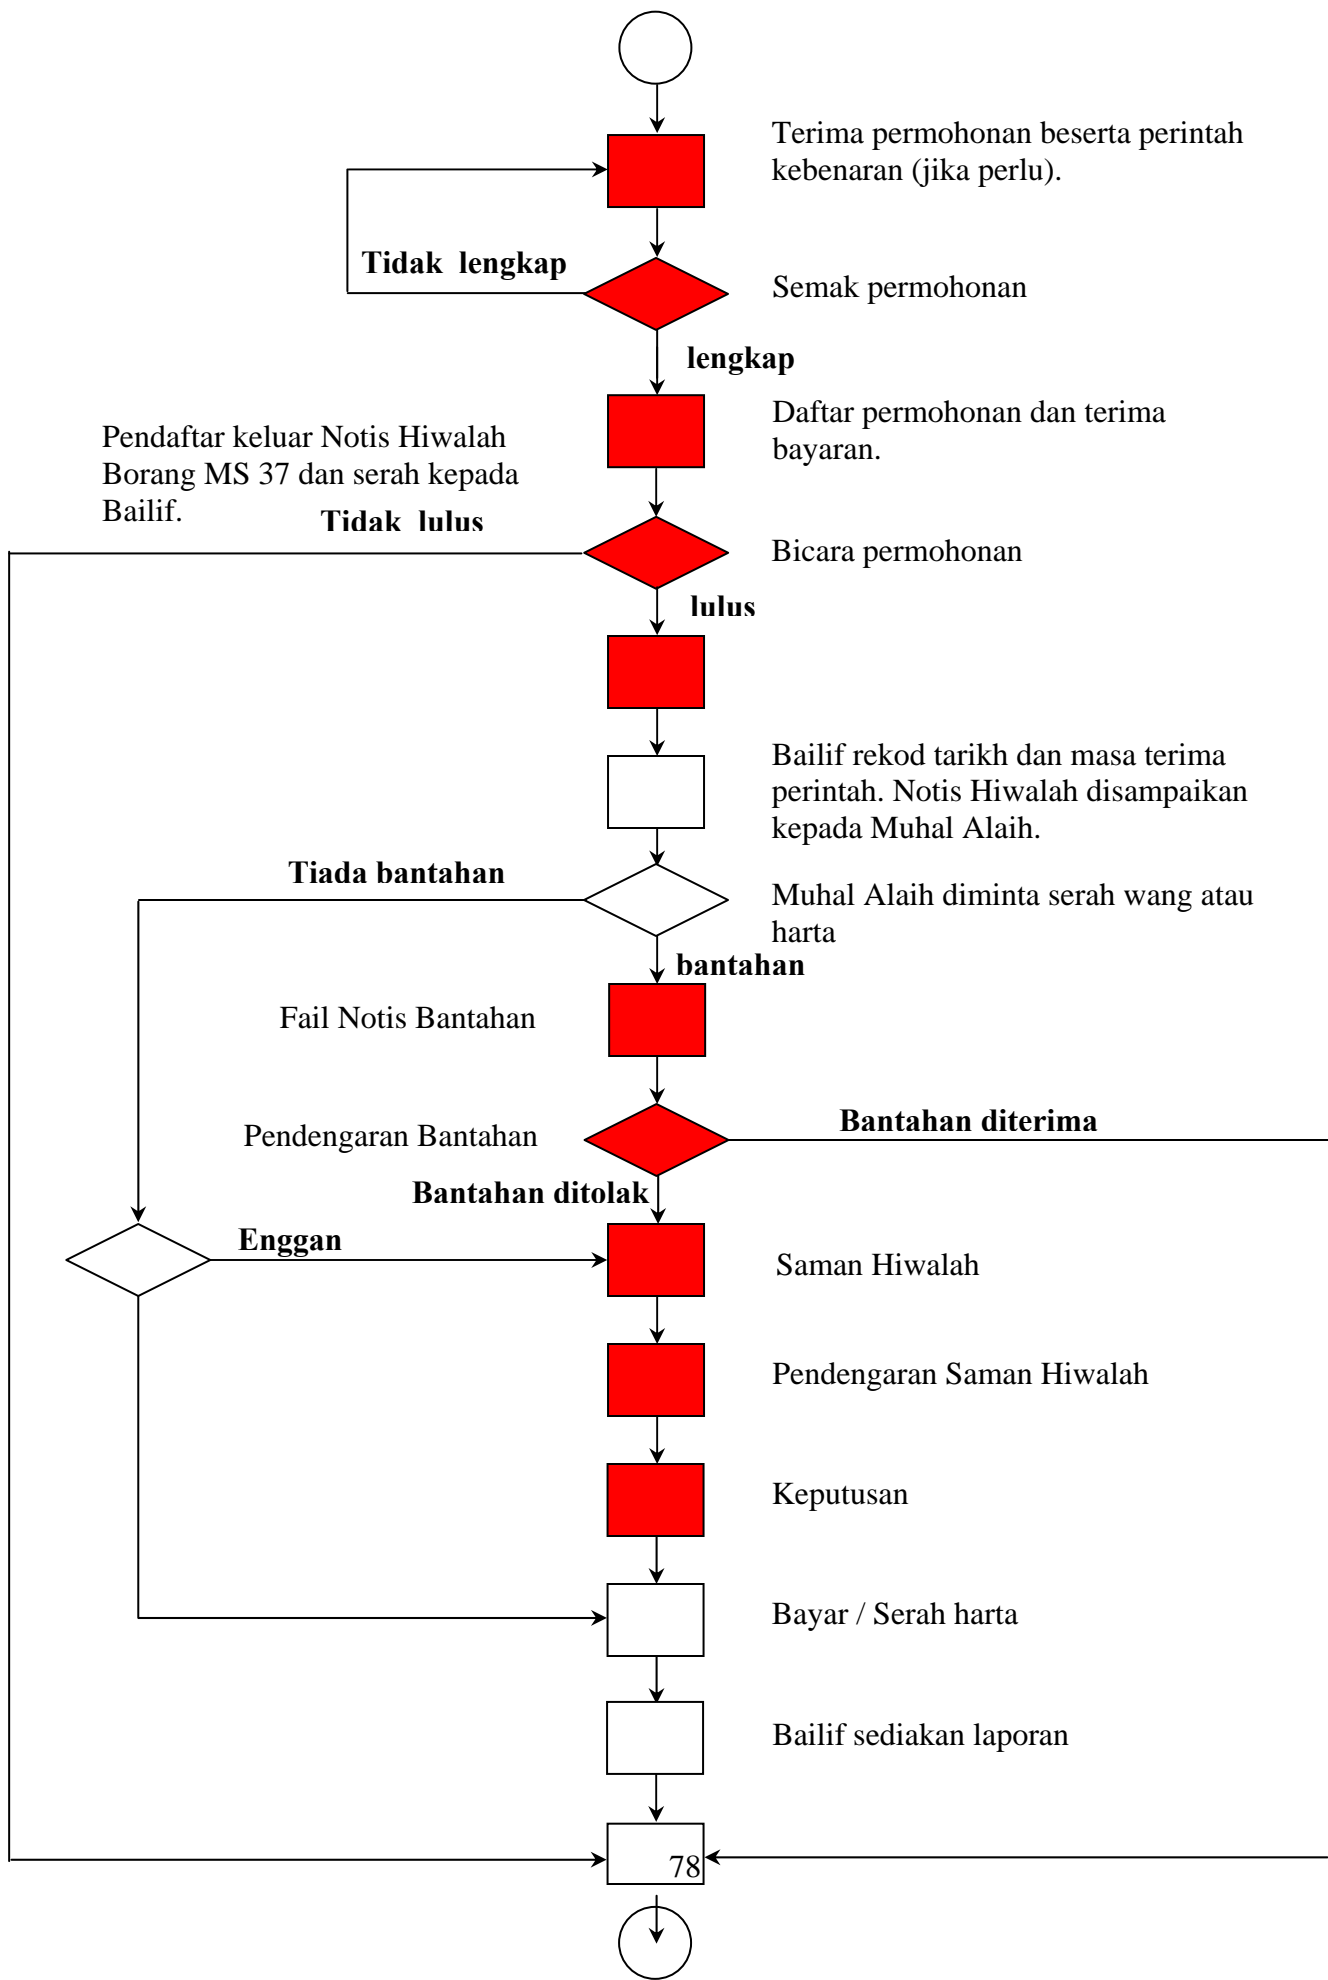 Terima permohonan beserta perintah
kebenaran (jika perlu).
Tidak lengkap
Semak permohonan
lengkap
Daftar permohonan dan terima
bayaran.
Pendaftar keluar Notis Hiwalah
Borang MS 37 dan serah kepada
Bailif.
Tidak lulus
Bicara permohonan
lulus
Bailif rekod tarikh dan masa terima
perintah. Notis Hiwalah disampaikan
kepada Muhal Alaih.
Tiada bantahan
Muhal Alaih diminta serah wang atau
harta
bantahan
Fail Notis Bantahan
Bantahan diterima
Pendengaran Bantahan
Bantahan ditolak
Enggan
Saman Hiwalah
Pendengaran Saman Hiwalah
Keputusan
Bayar / Serah harta
Bailif sediakan laporan
78